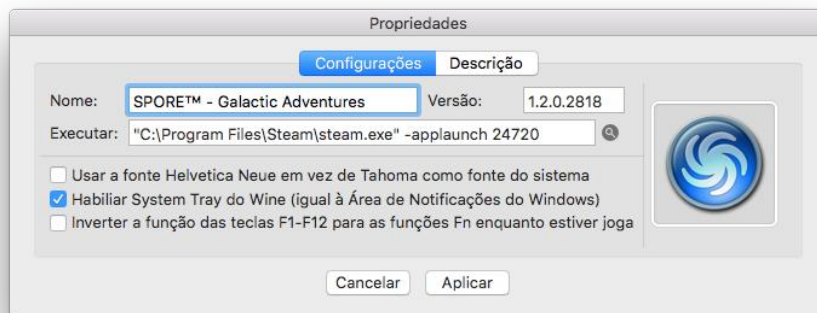 Propriedades
Configurações Descrição
Nome: SPORE™ - Galactic Adventures Versão: 1.2.0.2818
Executar: "C:\Program Files\Steam\steam.exe" -applaunch 24720
Usar a fonte Helvetica Neue em vez de Tahoma como fonte do sistema
Habiliar System Tray do Wine (igual à Área de Notificações do Windows)
Inverter a função das teclas F1-F12 para as funções Fn enquanto estiver joga
Cancelar Aplicar